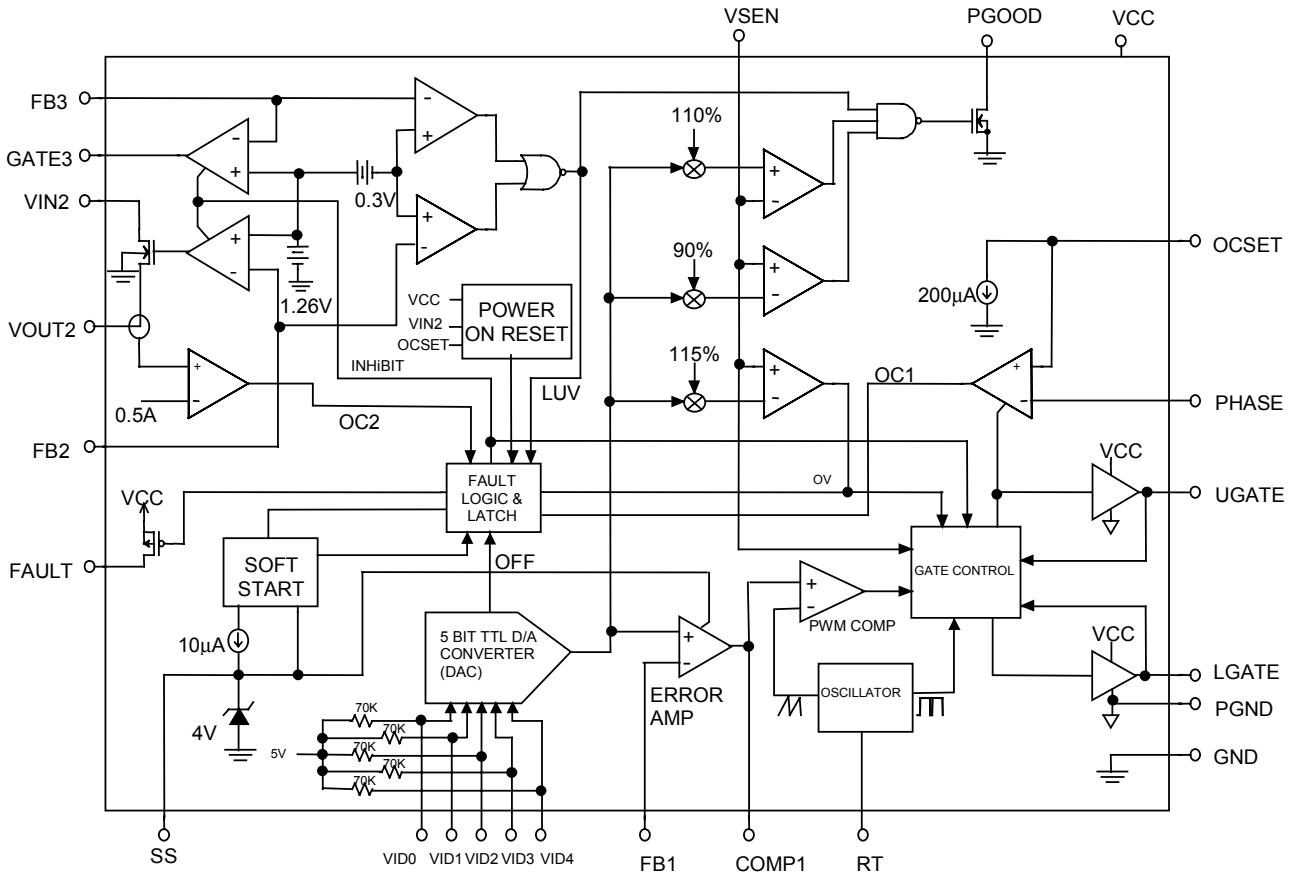 VSEN
PGOOD
VCC
FB3
GATE3
VIN2
VOUT2
FB2
FAULT
-
+
-
+
0.3V
+
-
+
-
1.26V
+
-
0.5A
OC2
VCC
VIN2
OCSET
POWER
ON RESET
INHiBIT
LUV
110%
+
-
90%
+
-
115%
+
-
OCSET
200µA
OC1
+
-
PHASE
VCC
UGATE
FAULT
LOGIC &
LATCH
OV
VCC
SOFT
START
OFF
GATE CONTROL
10µA
5 BIT TTL D/A
CONVERTER
(DAC)
+
-
ERROR
AMP
+
-
PWM COMP
OSCILLATOR
VCC
LGATE
PGND
GND
4V
5V
70K
70K
70K
70K
70K
SS
VID0
VID1
VID2
VID3
VID4
FB1
COMP1
RT